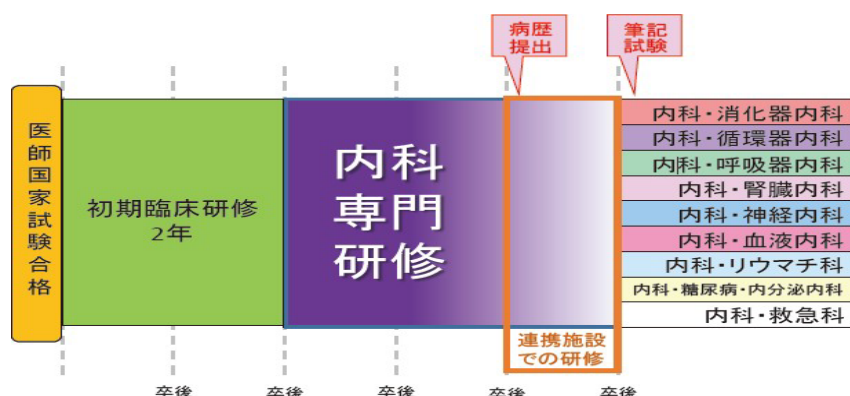 病歴
提出
筆記
試験
医師国家試験合格
初期臨床研修
2年
内科
専門
研修
内科・消化器内科
内科・循環器内科
内科・呼吸器内科
内科・腎臓内科
内科・神経内科
内科・血液内科
内科・リウマチ科
内科・糖尿病・内分泌内科
内科・救急科
連携施設
での研修
卒後
卒後
卒後
卒後
卒後